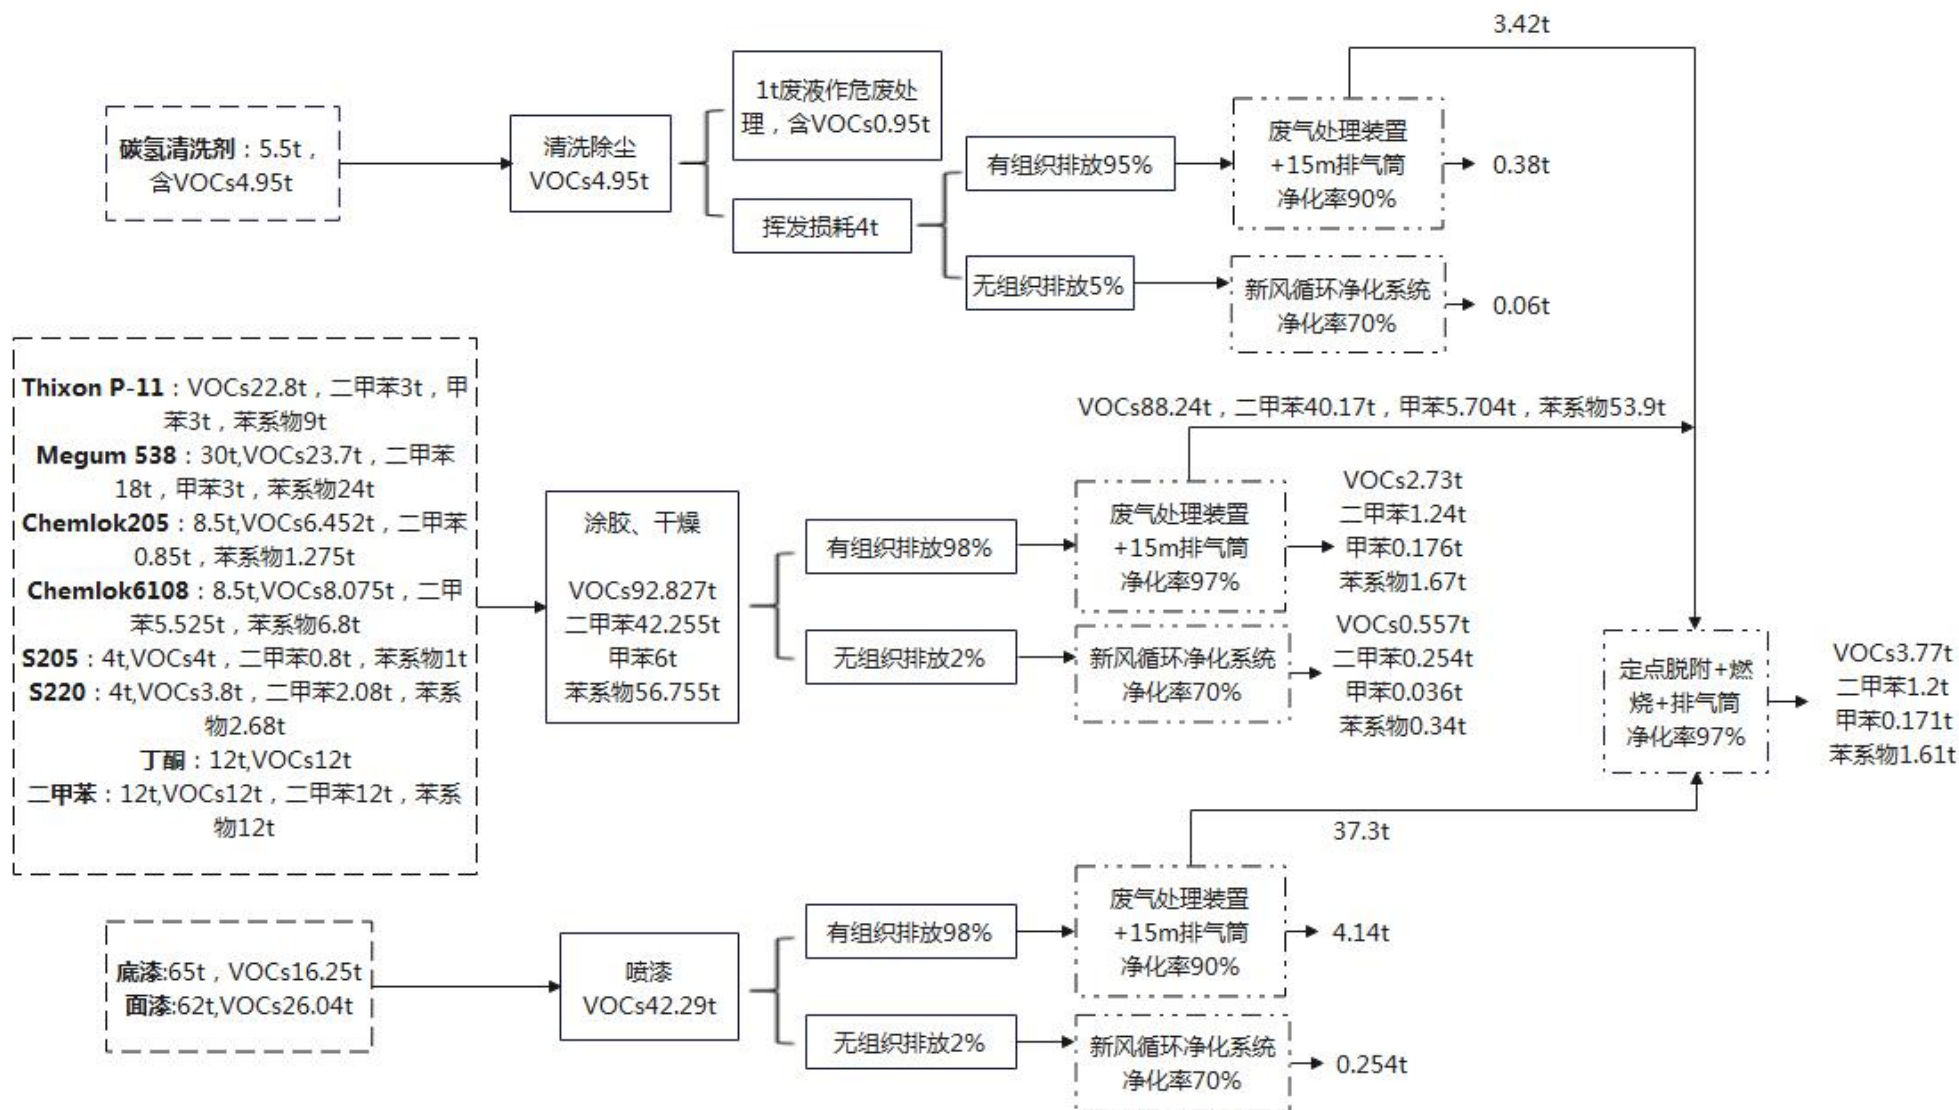 3.42t
碳氢清洗剂：5.5t，
含VOCs4.95t
清洗除尘
VOCs4.95t
1t废液作危废处
理，含VOCs0.95t
挥发损耗4t
有组织排放95%
无组织排放5%
废气处理装置
+15m排气筒
净化率90%
0.38t
新风循环净化系统
净化率70%
0.06t
Thixon P-11：VOCs22.8t，二甲苯3t，甲
苯3t，苯系物9t
Megum 538：30t,VOCs23.7t，二甲苯
18t，甲苯3t，苯系物24t
Chemlok205：8.5t,VOCs6.452t，二甲苯
0.85t，苯系物1.275t
Chemlok6108：8.5t,VOCs8.075t，二甲
苯5.525t，苯系物6.8t
S205：4t,VOCs4t，二甲苯0.8t，苯系物1t
S220：4t,VOCs3.8t，二甲苯2.08t，苯系
物2.68t
丁酮：12t,VOCs12t
二甲苯：12t,VOCs12t，二甲苯12t，苯系
物12t
涂胶、干燥
VOCs92.827t
二甲苯42.255t
甲苯6t
苯系物56.755t
有组织排放98%
无组织排放2%
VOCs88.24t，二甲苯40.17t，甲苯5.704t，苯系物53.9t
废气处理装置
+15m排气筒
净化率97%
VOCs2.73t
二甲苯1.24t
甲苯0.176t
苯系物1.67t
新风循环净化系统
净化率70%
VOCs0.557t
二甲苯0.254t
甲苯0.036t
苯系物0.34t
定点脱附+燃
烧+排气筒
净化率97%
VOCs3.77t
二甲苯1.2t
甲苯0.171t
苯系物1.61t
37.3t
底漆:65t，VOCs16.25t
面漆:62t,VOCs26.04t
喷漆
VOCs42.29t
有组织排放98%
无组织排放2%
废气处理装置
+15m排气筒
净化率90%
4.14t
新风循环净化系统
净化率70%
0.254t